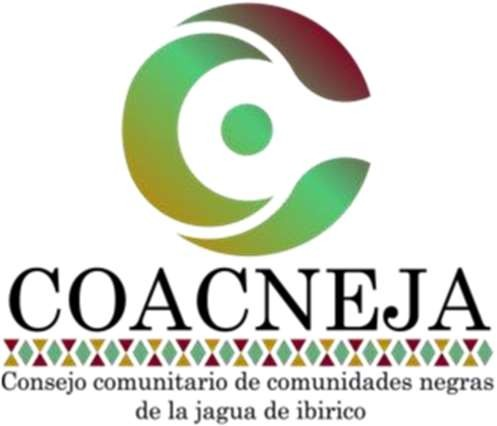 COACNEJA
Consejo comunitario de comunidades negras
de la jagua de ibirico